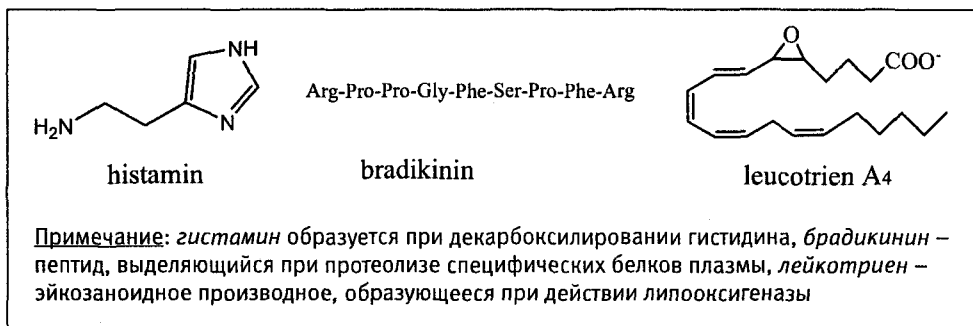 O
NH
COO-
Arg-Pro-Pro-Gly-Phe-Ser-Pro-Phe-Arg
H2N
N
histamin
bradikinin
leucotrien A4
Примечание: гистамин образуется при декарбоксилировании гистидина, брадикинин –
пептид, выделяющийся при протеолизе специфических белков плазмы, лейкотриен –
эйкозаноидное производное, образующееся при действии липооксигеназы